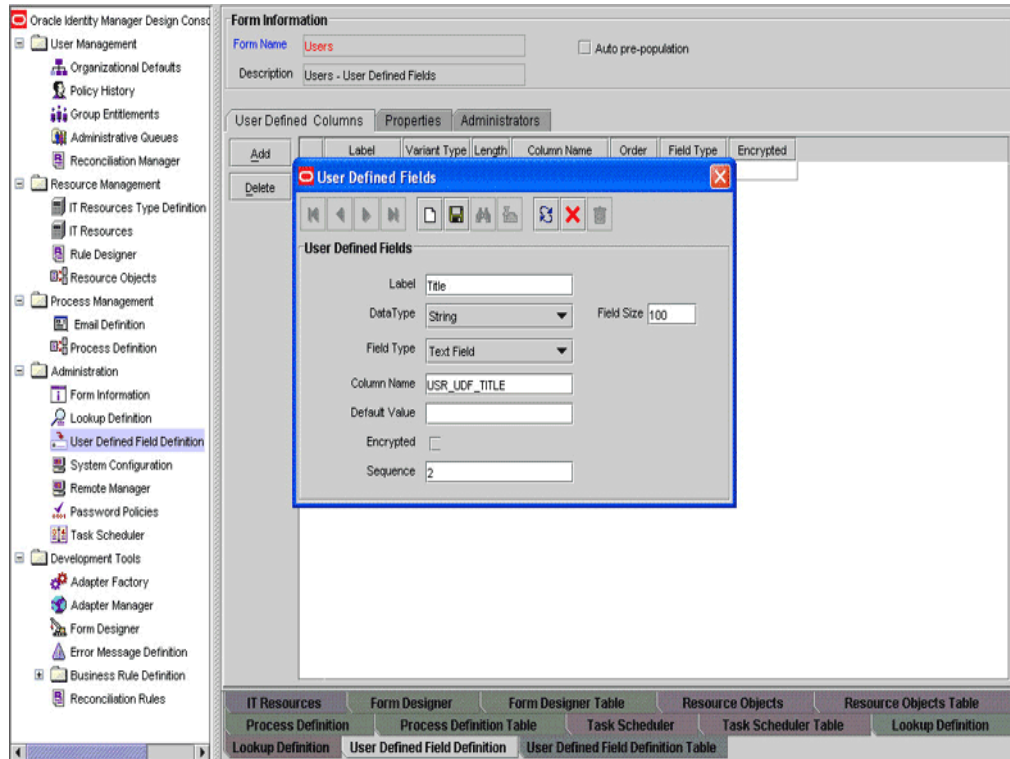 Oracle Identity Manager Design Consc
User Management
Organizational Defaults
Policy History
Group Entitlements
Administrative Queues
Reconciliation Manager
Resource Management
IT Resources Type Definition
IT Resources
Rule Designer
Resource Objects
Process Management
Email Definition
Process Definition
Administration
Form Information
Lookup Definition
User Defined Field Definition
System Configuration
Remote Manager
Password Policies
Task Scheduler
Development Tools
Adapter Factory
Adapter Manager
Form Designer
Error Message Definition
Business Rule Definition
Reconciliation Rules
Form Information
Form Name Users Auto pre-population
Description Users - User Defined Fields
User Defined Columns Properties Administrators
Add Label Variant Type Length Column Name Order Field Type Encrypted
Delete
User Defined Fields
User Defined Fields
Label Title
DataType String Field Size 100
Field Type Text Field
Column Name USR_UDF_TITLE
Default Value
Encrypted
Sequence 2
IT Resources Form Designer Form Designer Table Resource Objects Resource Objects Table
Process Definition Process Definition Table Task Scheduler Task Scheduler Table Lookup Definition
Lookup Definition User Defined Field Definition User Defined Field Definition Table